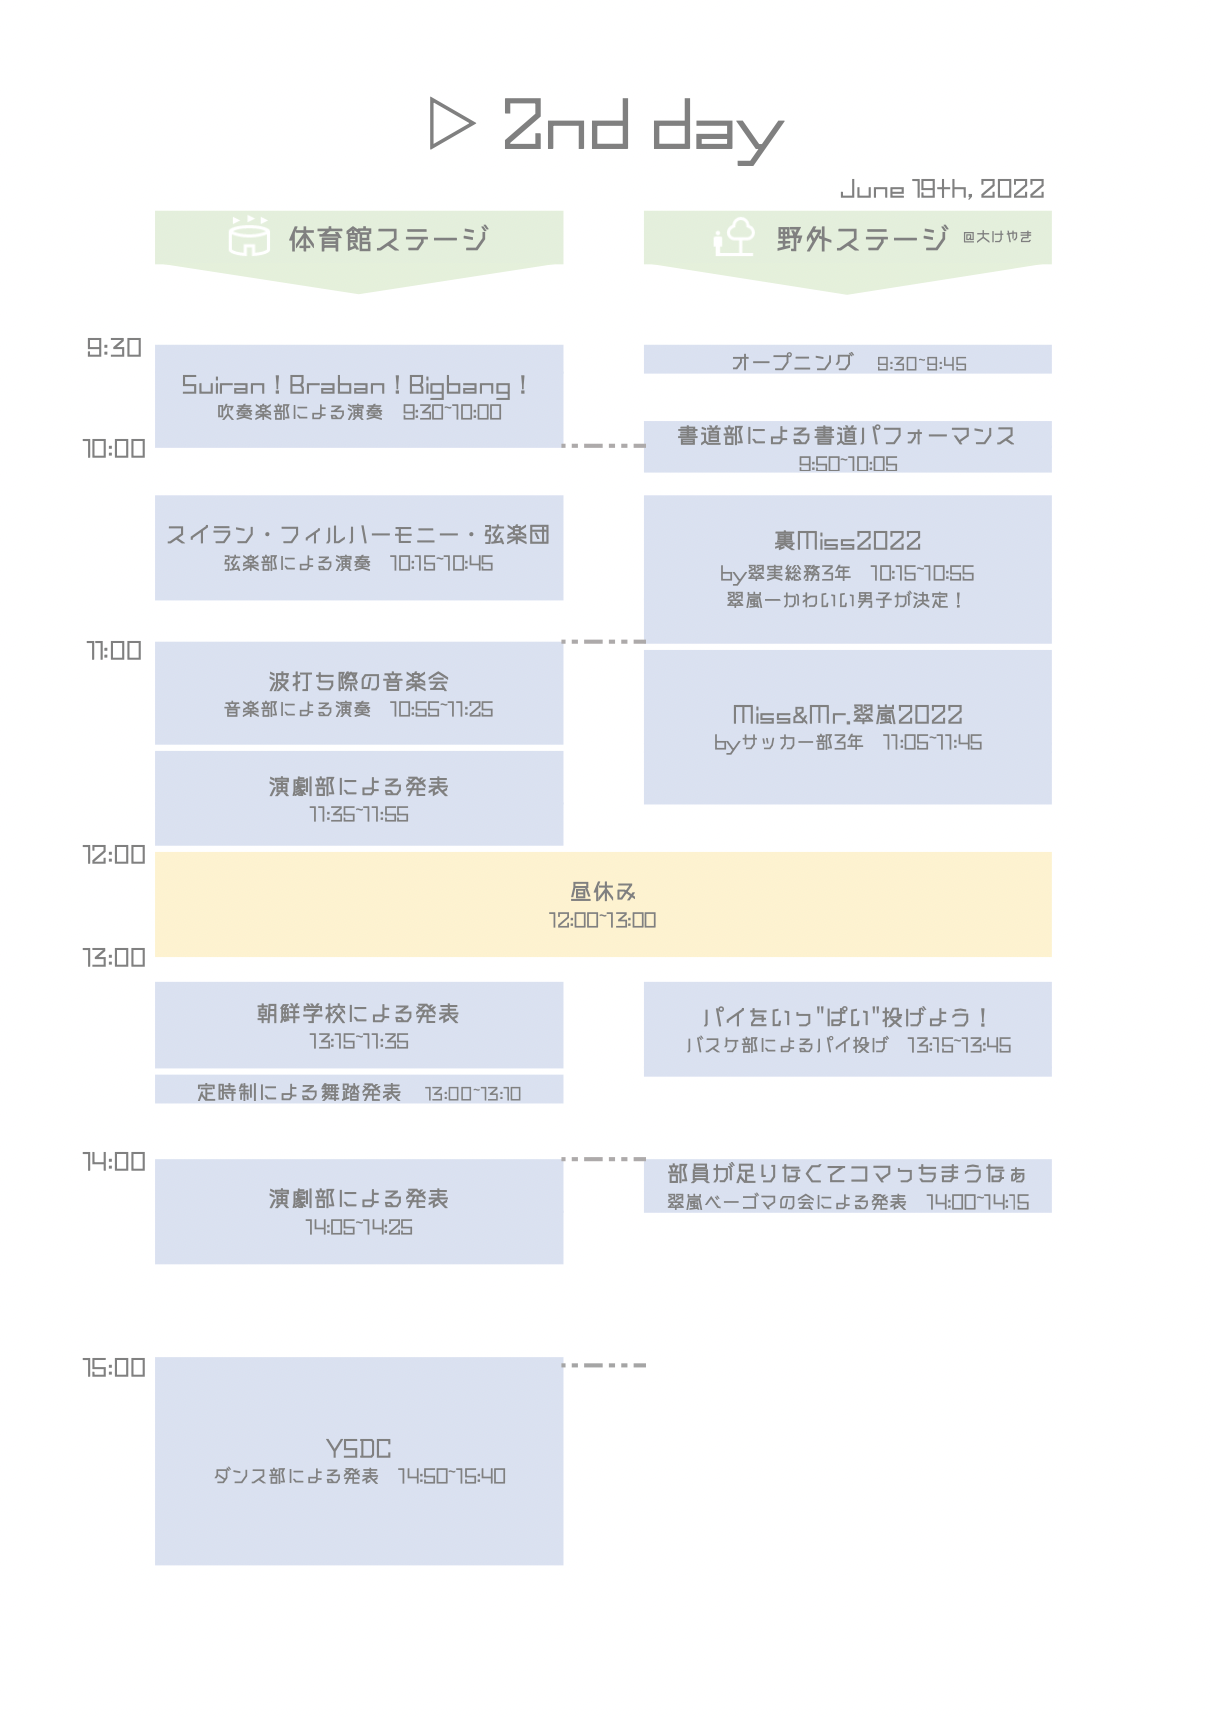 2nd day
June 19th, 2022
体育館ステージ
野外ステージ @大けやき
9:30
Suiran！Braban！Bigbang！
吹奏楽部による演奏 9:30~10:00
オープニング 9:30~9:45
10:00
書道部による書道パフォーマンス
9:50~10:05
スイラン・フィルハーモニー・弦楽団
弦楽部による演奏 10:15~10:45
裏Miss2022
by翠実総務3年 10:15~10:55
翠嵐一かわいい男子が決定！
11:00
波打ち際の音楽会
音楽部による演奏 10:55~11:25
Miss&Mr.翠嵐2022
byサッカー部3年 11:05~11:45
演劇部による発表
11:35~11:55
12:00
昼休み
12:00~13:00
13:00
朝鮮学校による発表
13:15~11:35
パイをいっ"ぱい"投げよう！
バスケ部によるパイ投げ 13:15~13:45
定時制による舞踏発表 13:00~13:10
14:00
演劇部による発表
14:05~14:25
部員が足りなくてコマっちまうなぁ
翠嵐ベーゴマの会による発表 14:00~14:15
15:00
YSDC
ダンス部による発表 14:50~15:40